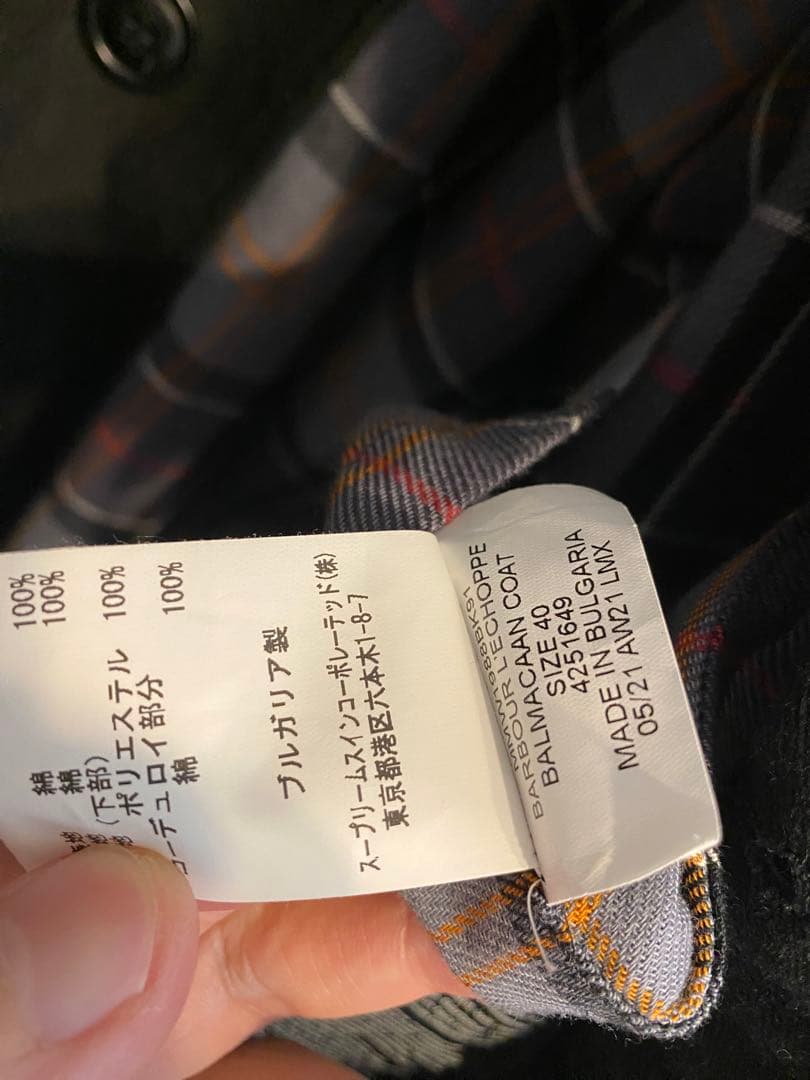 綿 100%
綿 100%
(下部)
ポリエステル 100%
コーデュロイ部分
綿 100%
ブルガリア製
スープリームスインコーポレーテッド(株)
東京都港区六本木1-8-7
MMW1988BK91
BARBOUR L'ECHOPPE
BALMACAAN COAT
SIZE 40
4251649
MADE IN BULGARIA
05/21 AW21 LMX